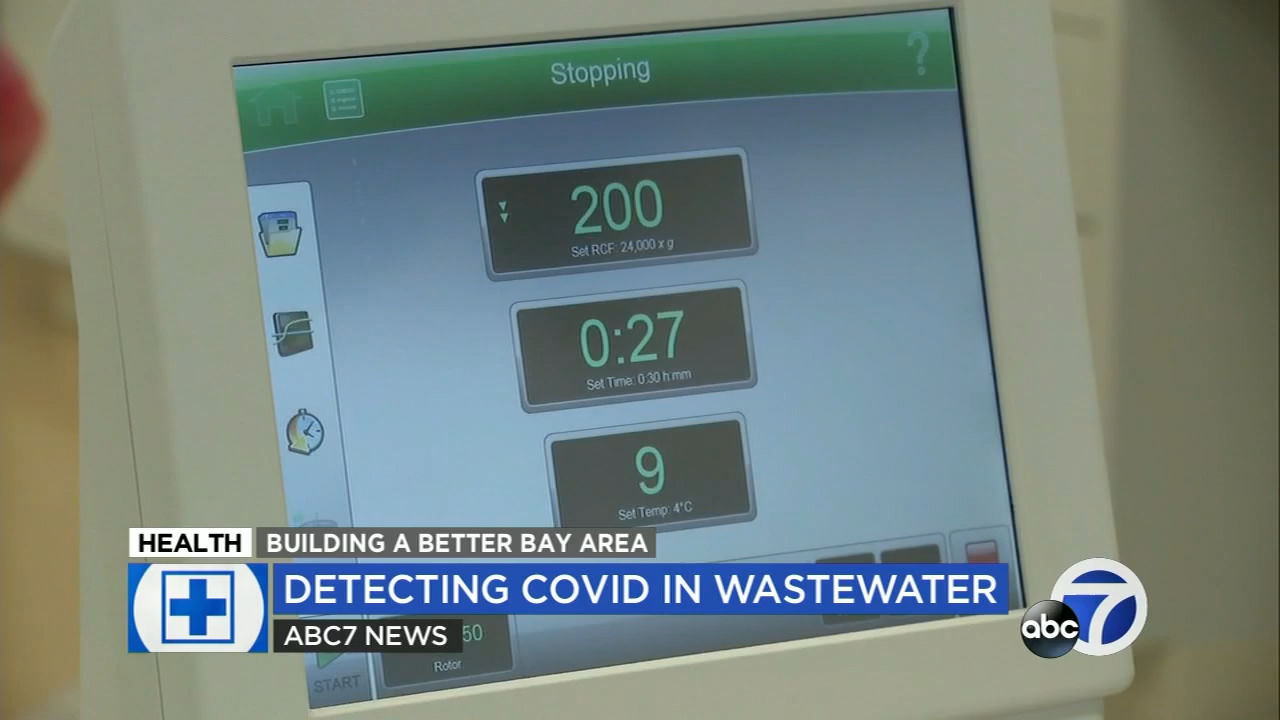 Stopping
?
200
Set RCF: 24,000 x g
0:27
Set Time: 0:30 h:mm
9
Set Temp: 4°C
HEALTH
BUILDING A BETTER BAY AREA
DETECTING COVID IN WASTEWATER
abc 7
ABC7 NEWS
50
Rotor
START